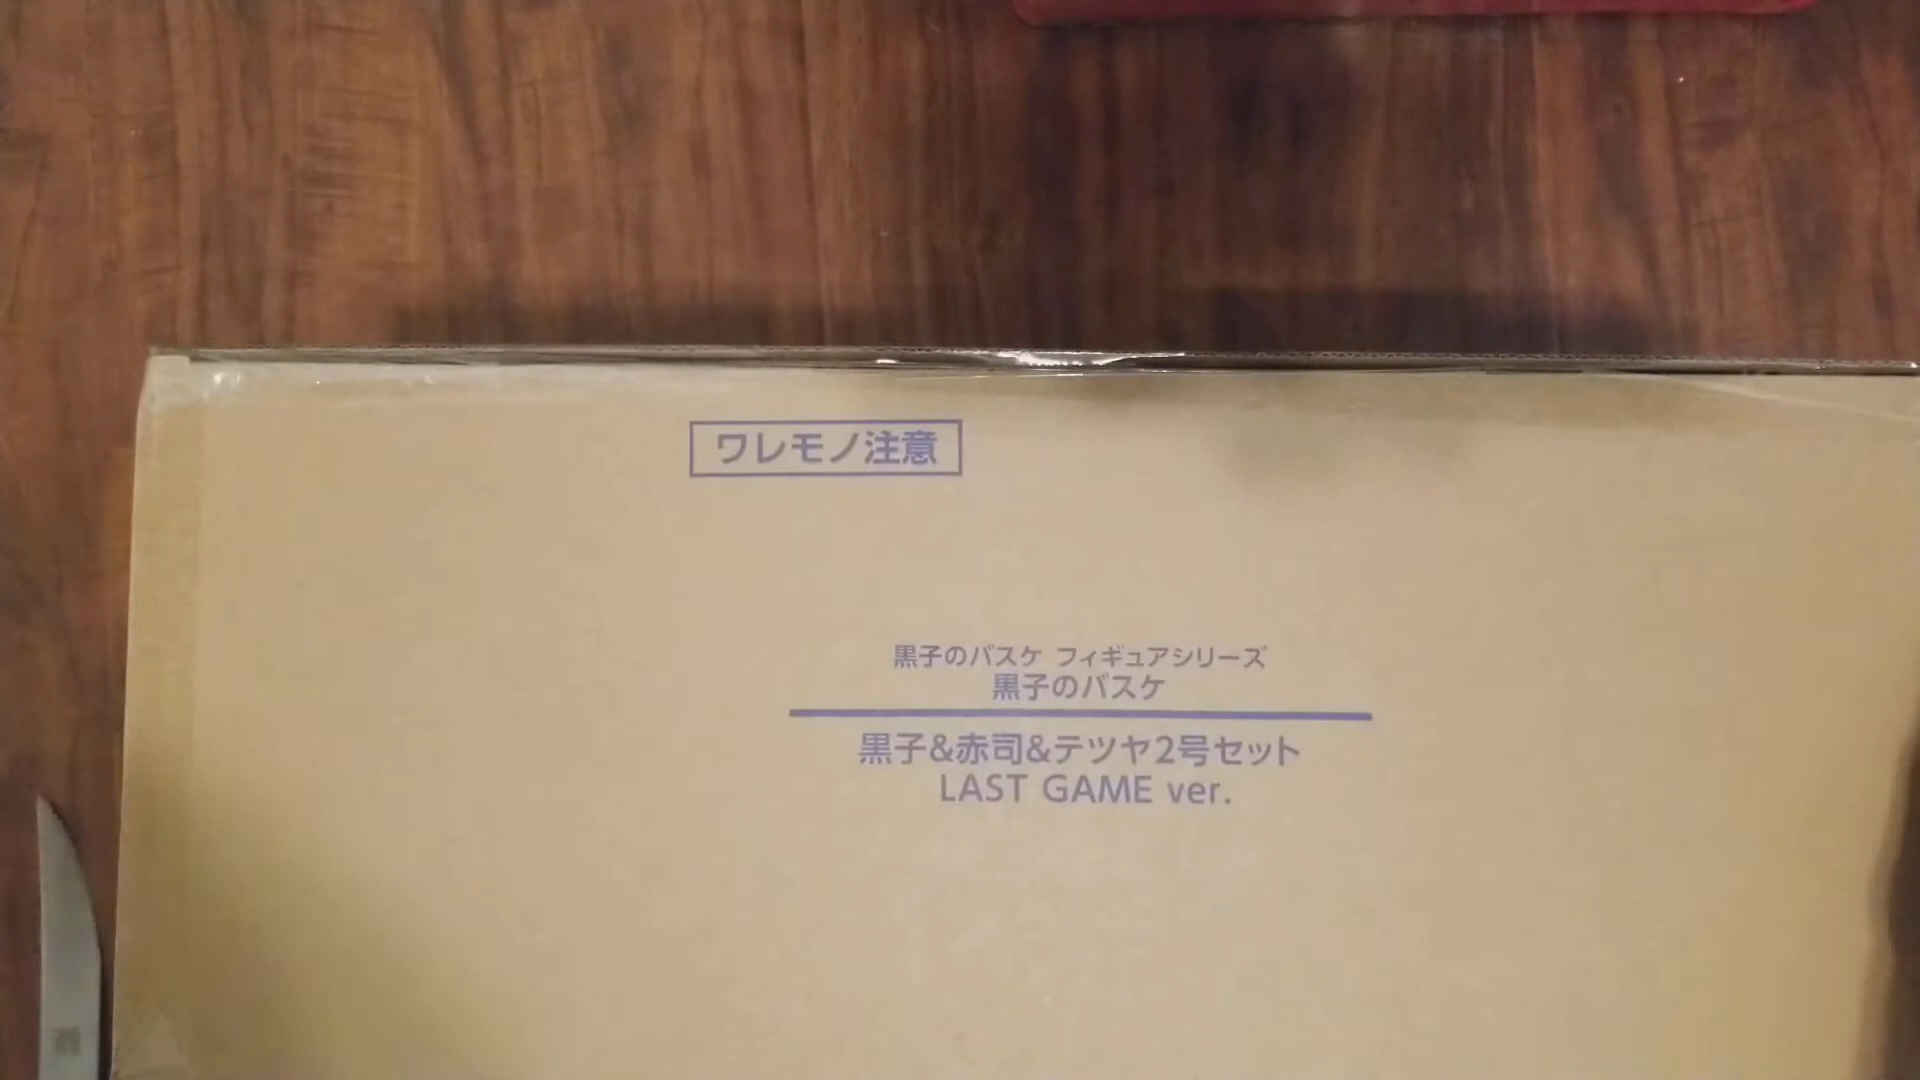 ワレモノ注意
黒子のバスケ フィギュアシリーズ
黒子のバスケ
黒子&赤司&テツヤ2号セット
LAST GAME ver.